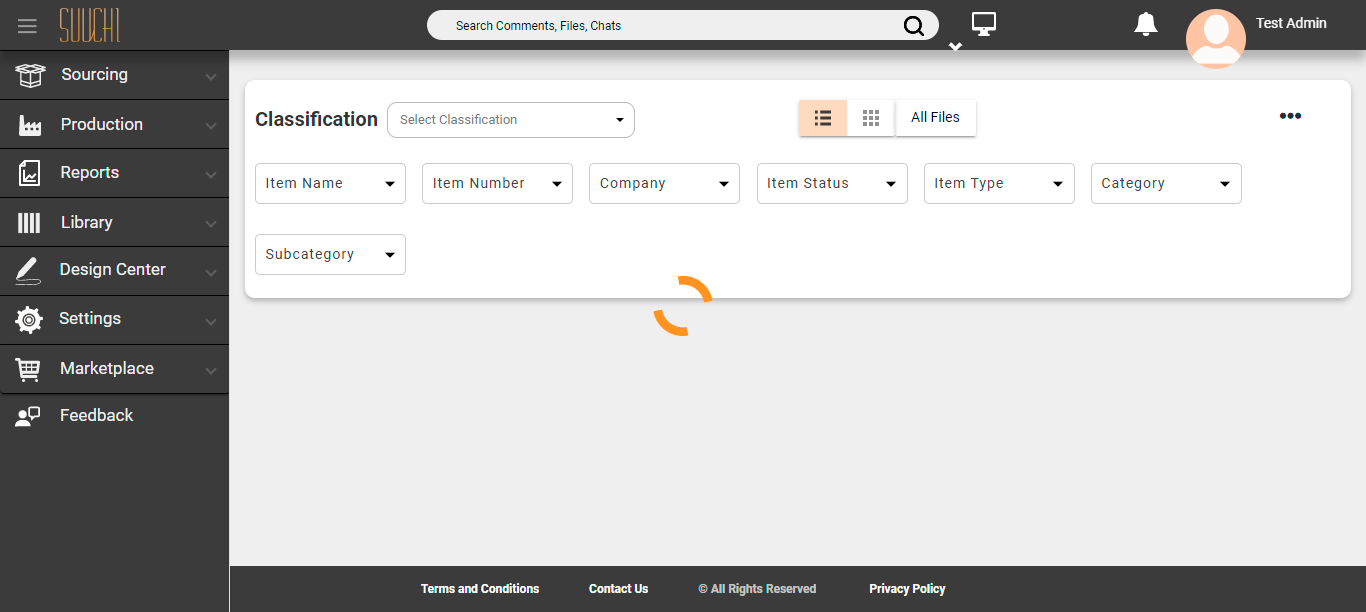 SUUCHI
Search Comments, Files, Chats
Test Admin
Sourcing
Production
Reports
Library
Design Center
Settings
Marketplace
Feedback
Classification
Select Classification
All Files
Item Name
Item Number
Company
Item Status
Item Type
Category
Subcategory
Terms and Conditions
Contact Us
© All Rights Reserved
Privacy Policy